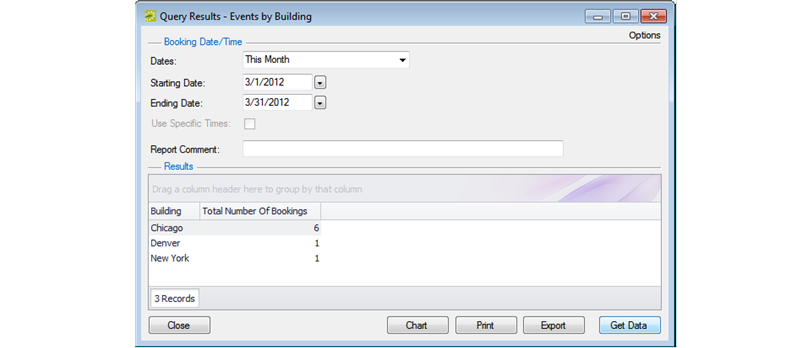 Query Results - Events by Building
Options
Booking Date/Time
Dates: This Month
Starting Date: 3/1/2012
Ending Date: 3/31/2012
Use Specific Times:
Report Comment:
Results
Drag a column header here to group by that column
Building Total Number Of Bookings
Chicago 6
Denver 1
New York 1
3 Records
Close Chart Print Export Get Data